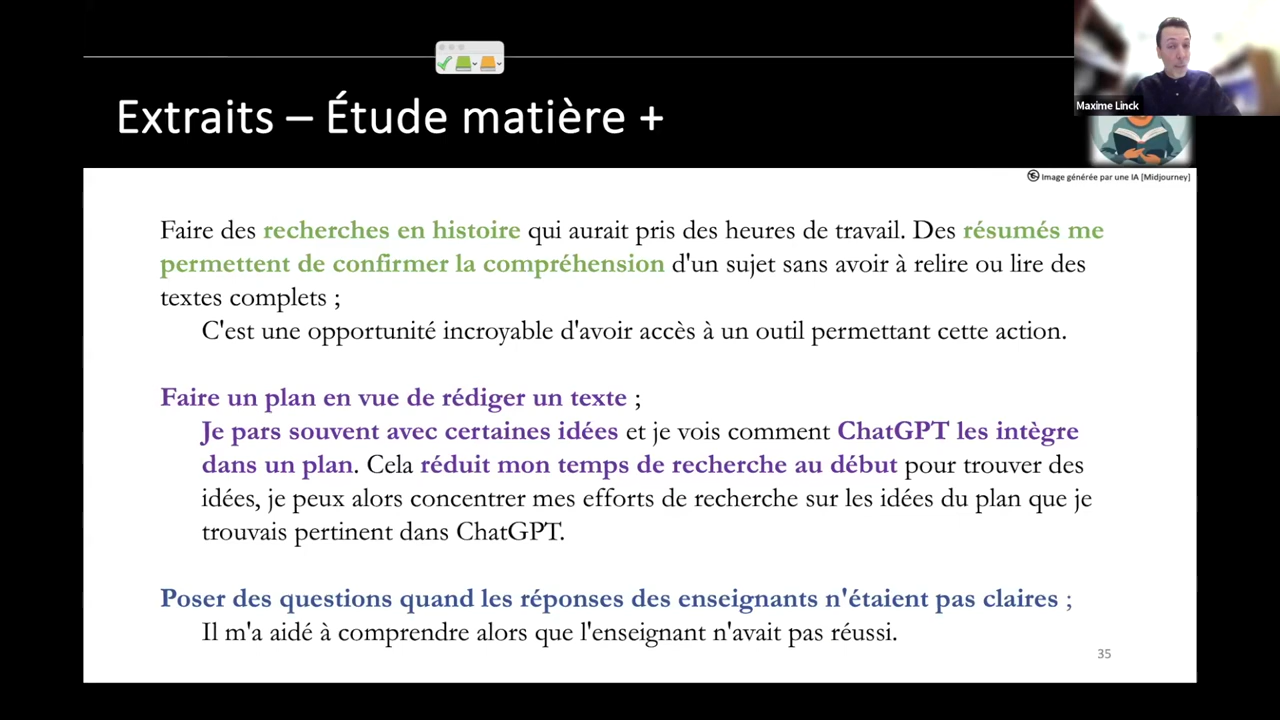 Maxime Linck
Extraits – Étude matière +
Image générée par une IA [Midjourney]
Faire des recherches en histoire qui aurait pris des heures de travail. Des résumés me
permettent de confirmer la compréhension d'un sujet sans avoir à relire ou lire des
textes complets ;
C'est une opportunité incroyable d'avoir accès à un outil permettant cette action.
Faire un plan en vue de rédiger un texte ;
Je pars souvent avec certaines idées et je vois comment ChatGPT les intègre
dans un plan. Cela réduit mon temps de recherche au début pour trouver des
idées, je peux alors concentrer mes efforts de recherche sur les idées du plan que je
trouvais pertinent dans ChatGPT.
Poser des questions quand les réponses des enseignants n'étaient pas claires ;
Il m'a aidé à comprendre alors que l'enseignant n'avait pas réussi.
35